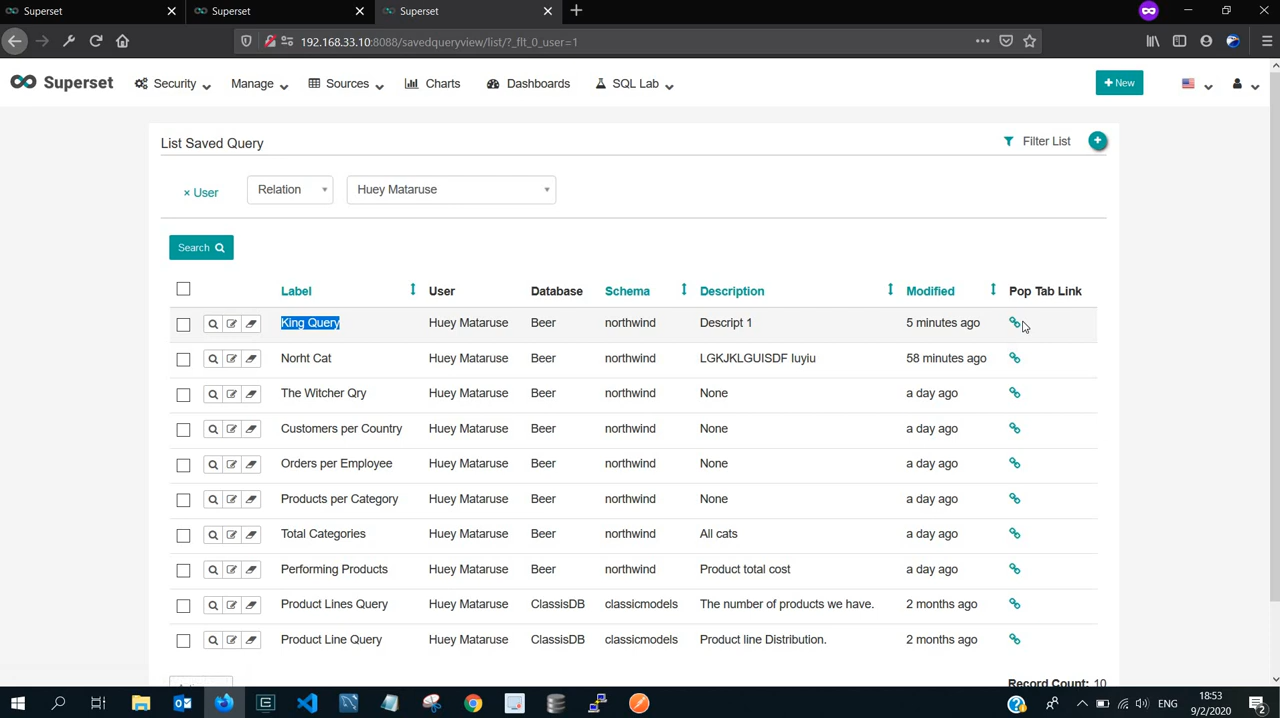 Superset
Superset
Superset
192.168.33.10:8088/savedqueryview/list/?_flt_0_user=1
Superset Security Manage Sources Charts Dashboards SQL Lab + New
List Saved Query Filter List
× User Relation Huey Mataruse
Search
Label User Database Schema Description Modified Pop Tab Link
King Query Huey Mataruse Beer northwind Descript 1 5 minutes ago
Norht Cat Huey Mataruse Beer northwind LGKJKLGUISDF Iuyiu 58 minutes ago
The Witcher Qry Huey Mataruse Beer northwind None a day ago
Customers per Country Huey Mataruse Beer northwind None a day ago
Orders per Employee Huey Mataruse Beer northwind None a day ago
Products per Category Huey Mataruse Beer northwind None a day ago
Total Categories Huey Mataruse Beer northwind All cats a day ago
Performing Products Huey Mataruse Beer northwind Product total cost a day ago
Product Lines Query Huey Mataruse ClassisDB classicmodels The number of products we have. 2 months ago
Product Line Query Huey Mataruse ClassisDB classicmodels Product line Distribution. 2 months ago
Record Count: 10
ENG
18:53
9/2/2020
2